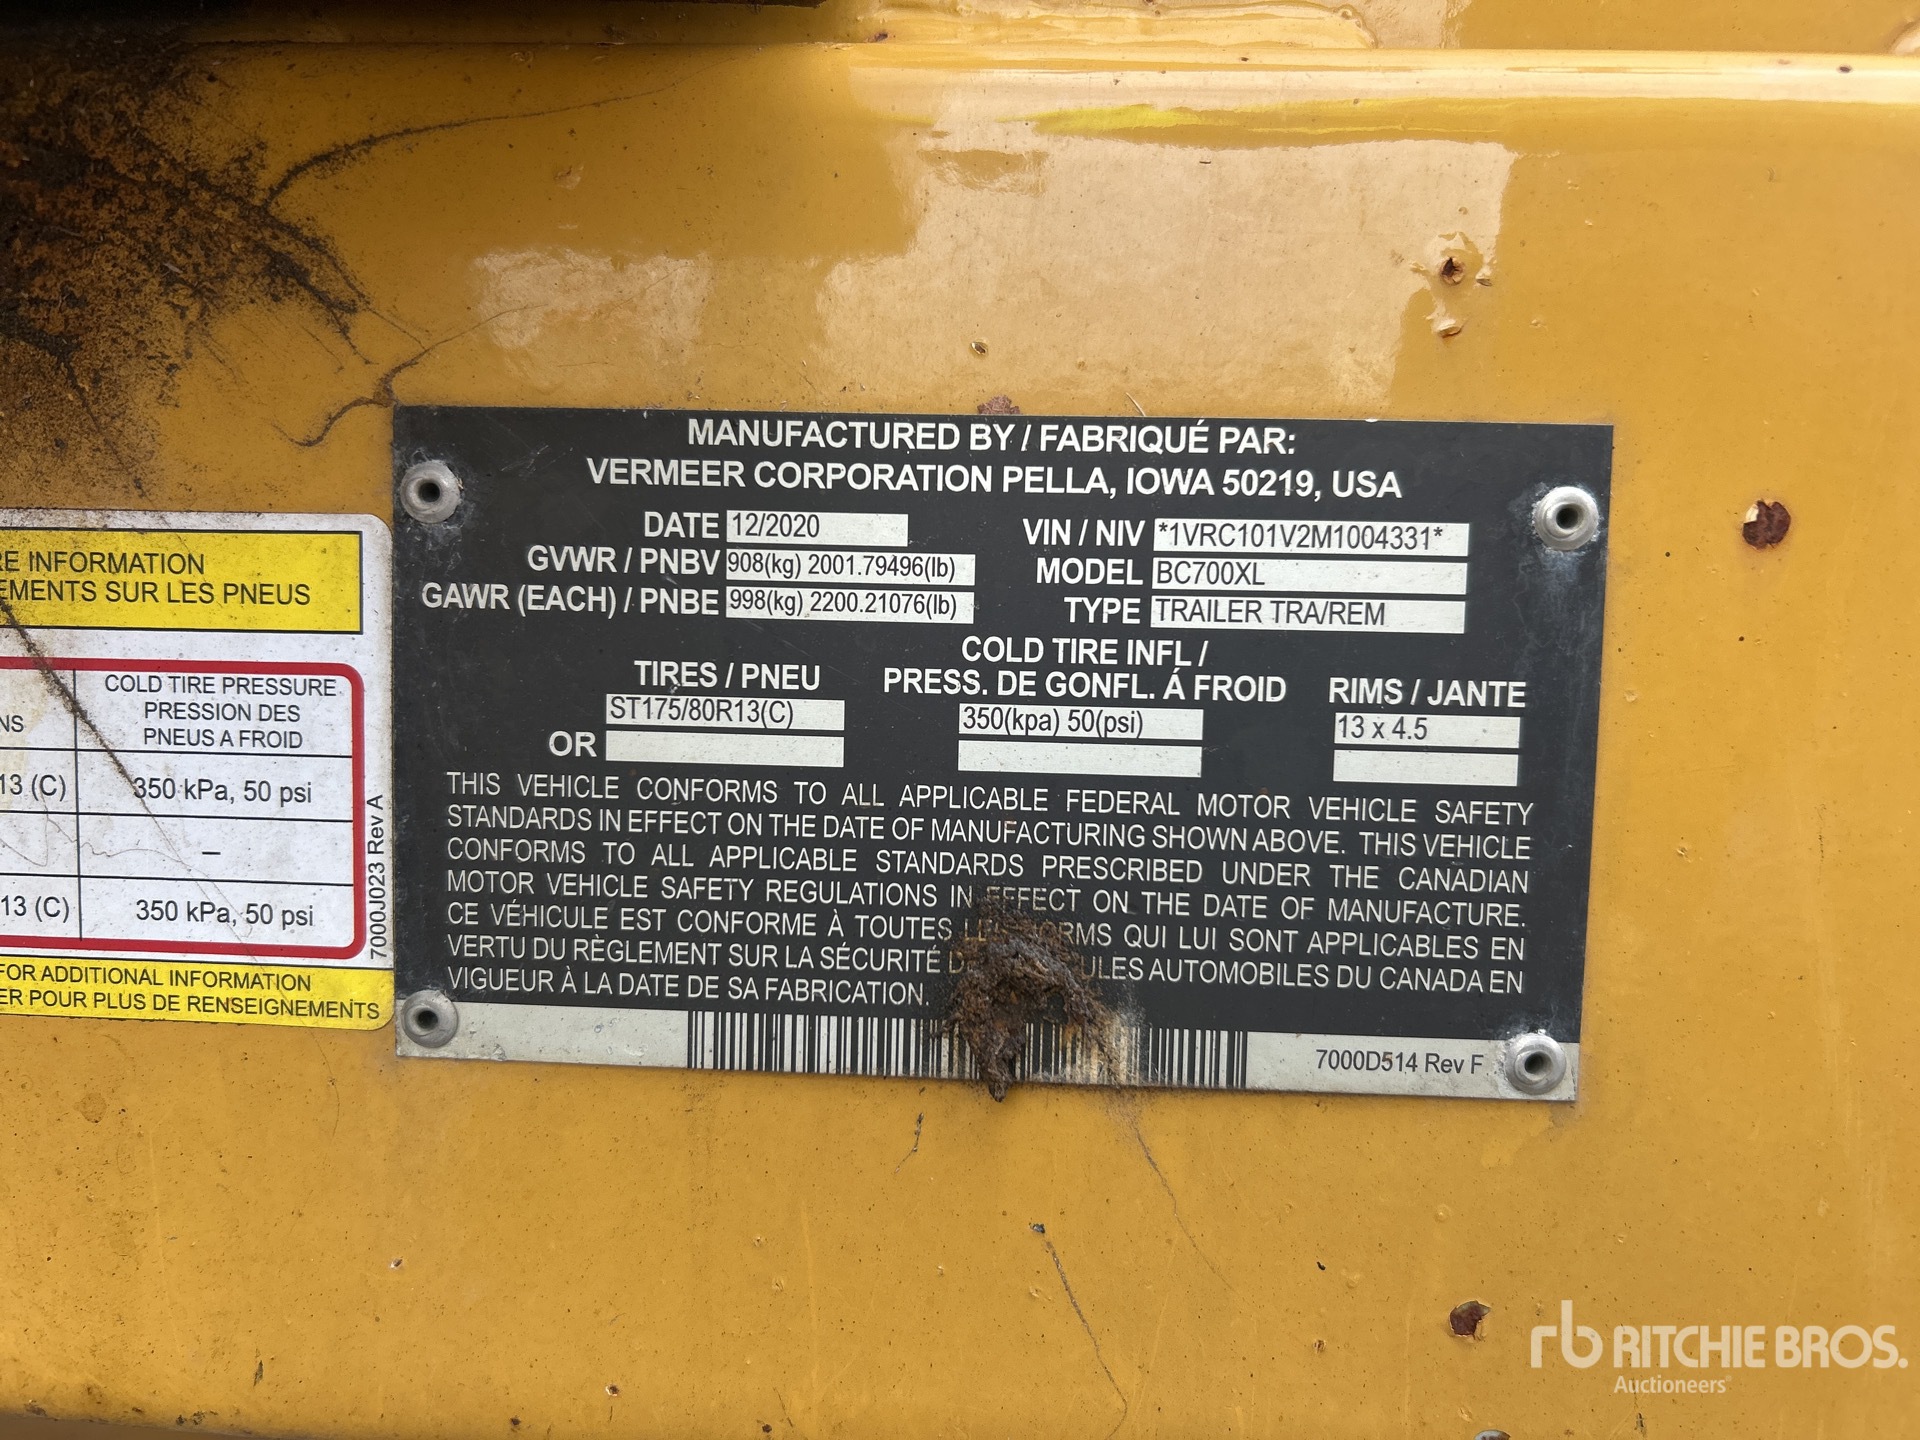 RE INFORMATION
EMENTS SUR LES PNEUS
COLD TIRE PRESSURE
PRESSION DES
PNEUS A FROID
NS
13 (C) 350 kPa, 50 psi
–
13 (C) 350 kPa, 50 psi
7000J023 Rev A
FOR ADDITIONAL INFORMATION
ER POUR PLUS DE RENSEIGNEMENTS
MANUFACTURED BY / FABRIQUÉ PAR:
VERMEER CORPORATION PELLA, IOWA 50219, USA
DATE 12/2020 VIN / NIV *1VRC101V2M1004331*
GVWR / PNBV 908(kg) 2001.79496(lb) MODEL BC700XL
GAWR (EACH) / PNBE 998(kg) 2200.21076(lb) TYPE TRAILER TRA/REM
TIRES / PNEU COLD TIRE INFL /
PRESS. DE GONFL. Á FROID RIMS / JANTE
ST175/80R13(C) 350(kpa) 50(psi) 13 x 4.5
OR
THIS VEHICLE CONFORMS TO ALL APPLICABLE FEDERAL MOTOR VEHICLE SAFETY
STANDARDS IN EFFECT ON THE DATE OF MANUFACTURING SHOWN ABOVE. THIS VEHICLE
CONFORMS TO ALL APPLICABLE STANDARDS PRESCRIBED UNDER THE CANADIAN
MOTOR VEHICLE SAFETY REGULATIONS IN EFFECT ON THE DATE OF MANUFACTURE.
CE VÉHICULE EST CONFORME À TOUTES QUI LUI SONT APPLICABLES EN
VERTU DU RÈGLEMENT SUR LA SÉCURITÉ AUTOMOBILES DU CANADA EN
VIGUEUR À LA DATE DE SA FABRICATION.
7000D514 Rev F
rb RITCHIE BROS.
Auctioneers